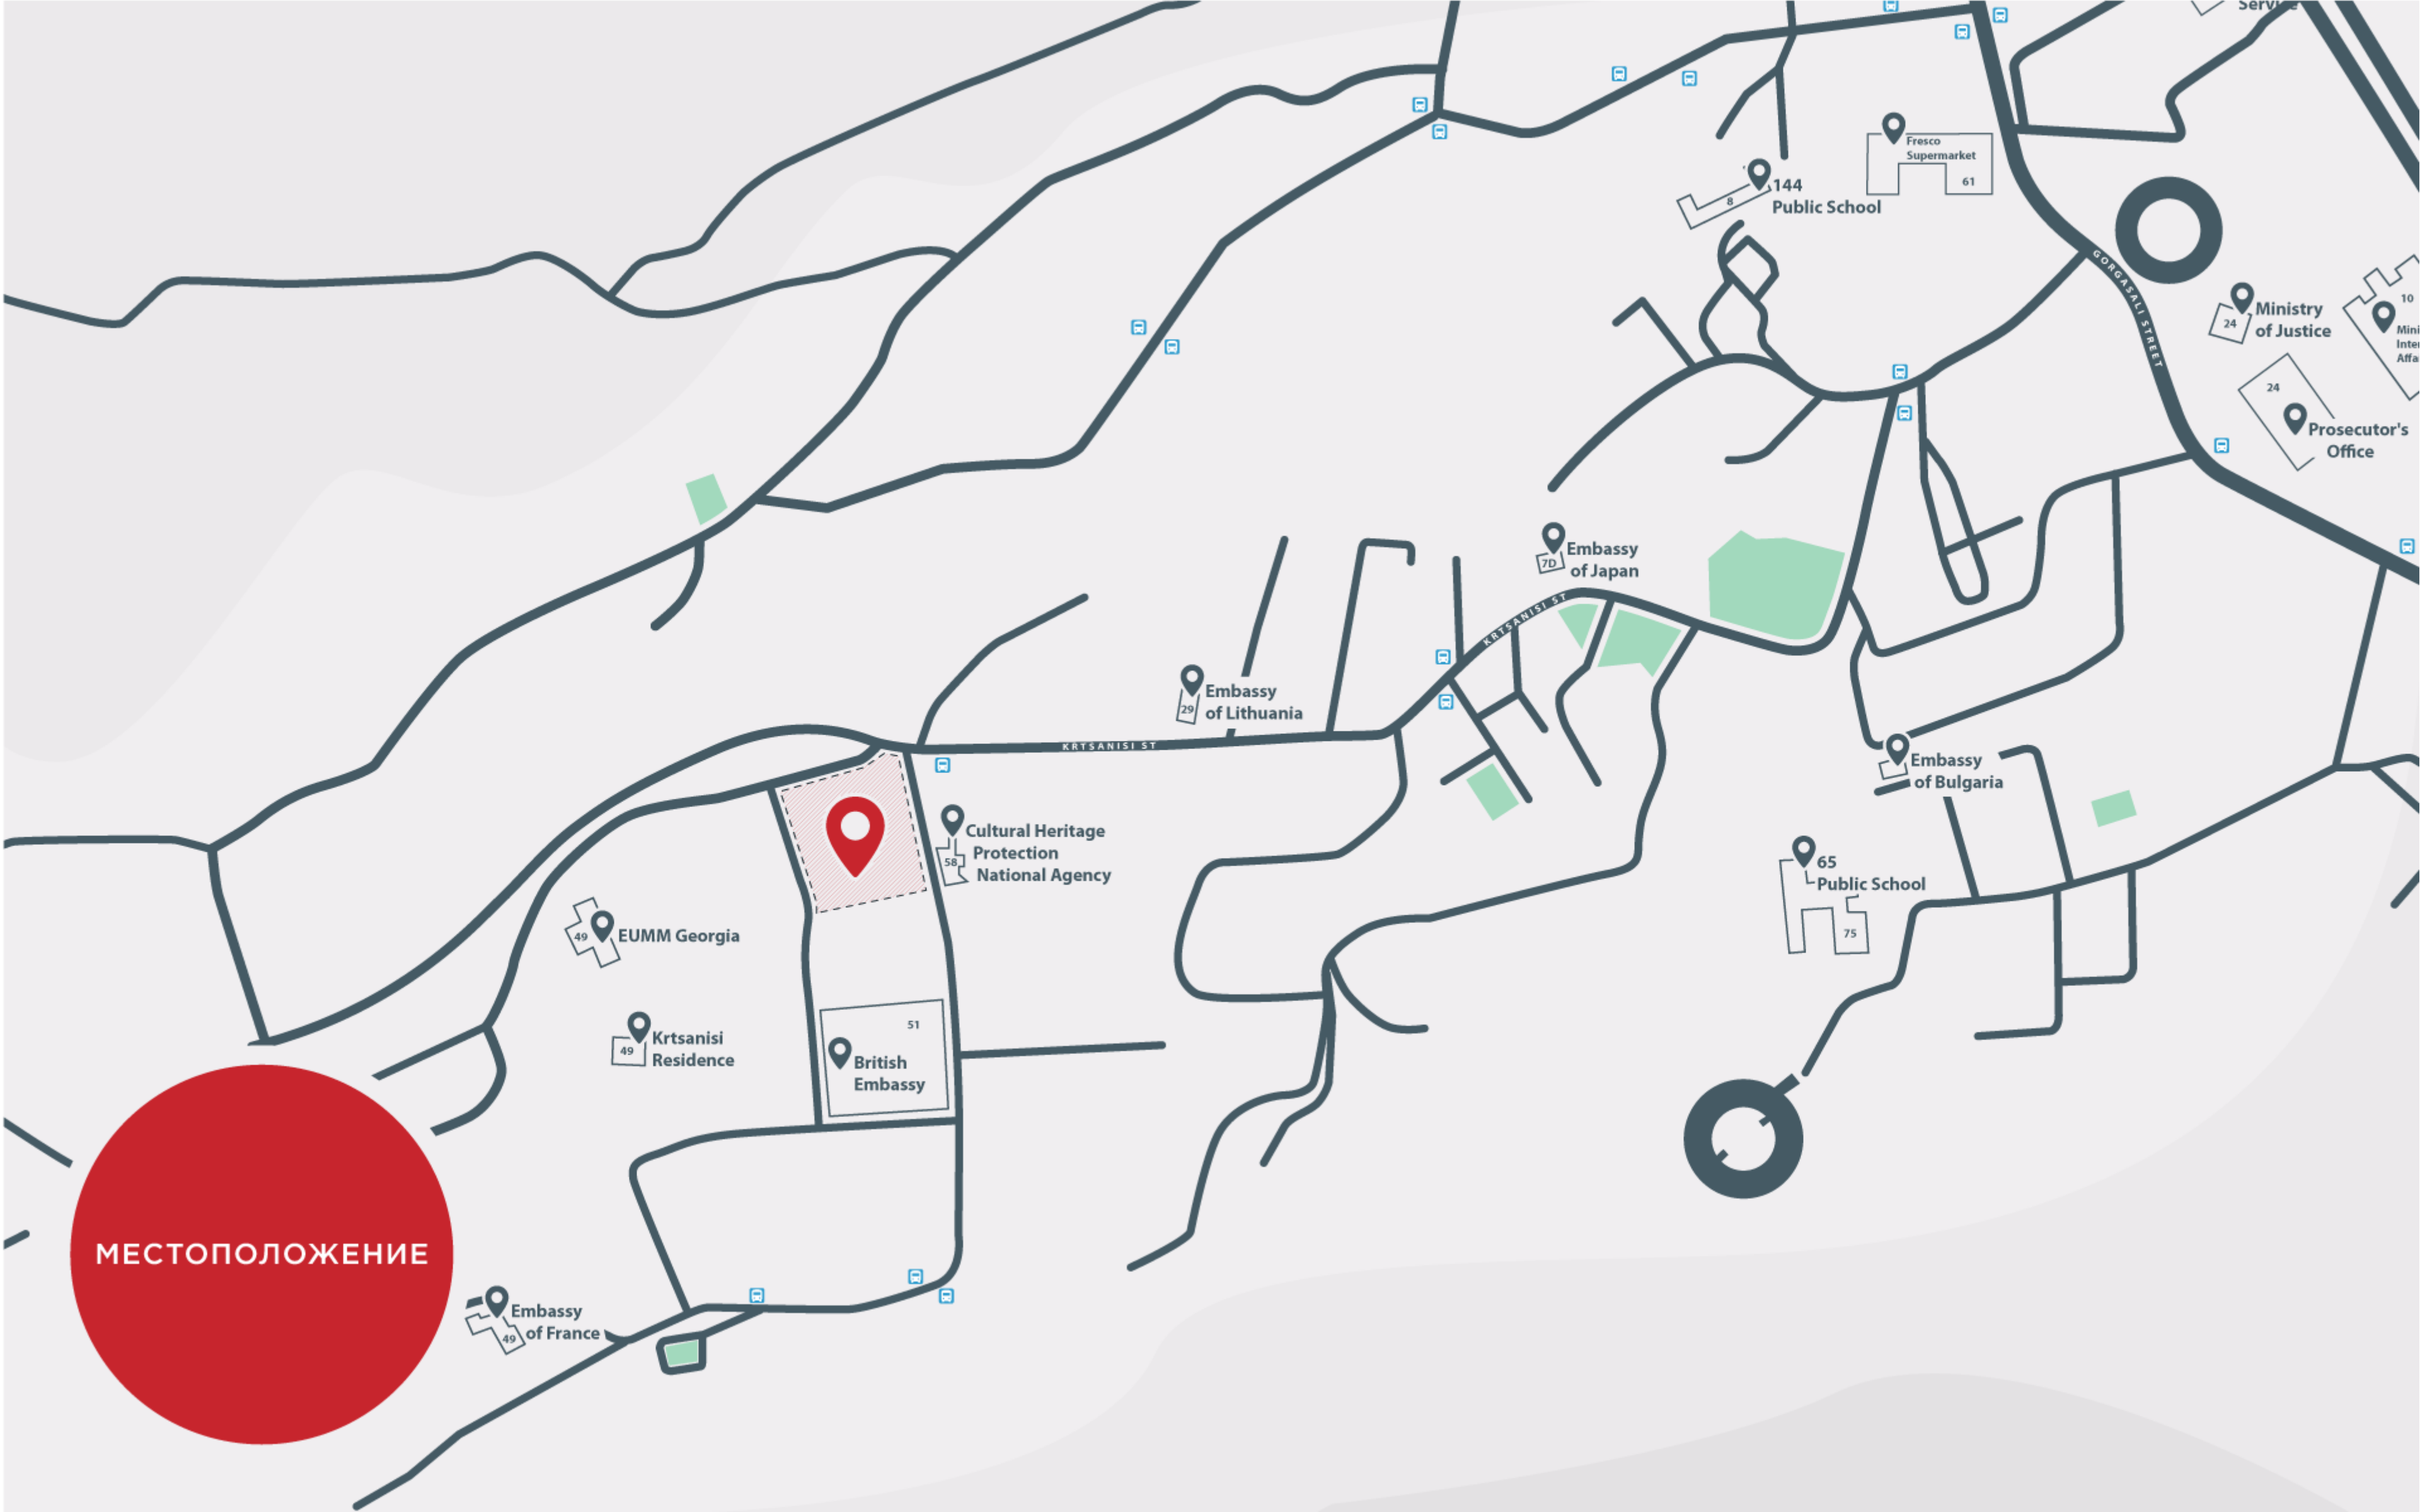 Fresco
Supermarket
61
144
Public School
8
GORGASALI STREET
Ministry
of Justice
24
10
24
Prosecutor's
Office
Embassy
of Japan
7D
KRTSANISI ST
Embassy
of Lithuania
29
KRTSANISI ST
Embassy
of Bulgaria
Cultural Heritage
Protection
National Agency
58
65
Public School
75
EUMM Georgia
49
Krtsanisi
Residence
49
51
British
Embassy
МЕСТОПОЛОЖЕНИЕ
Embassy
of France
49